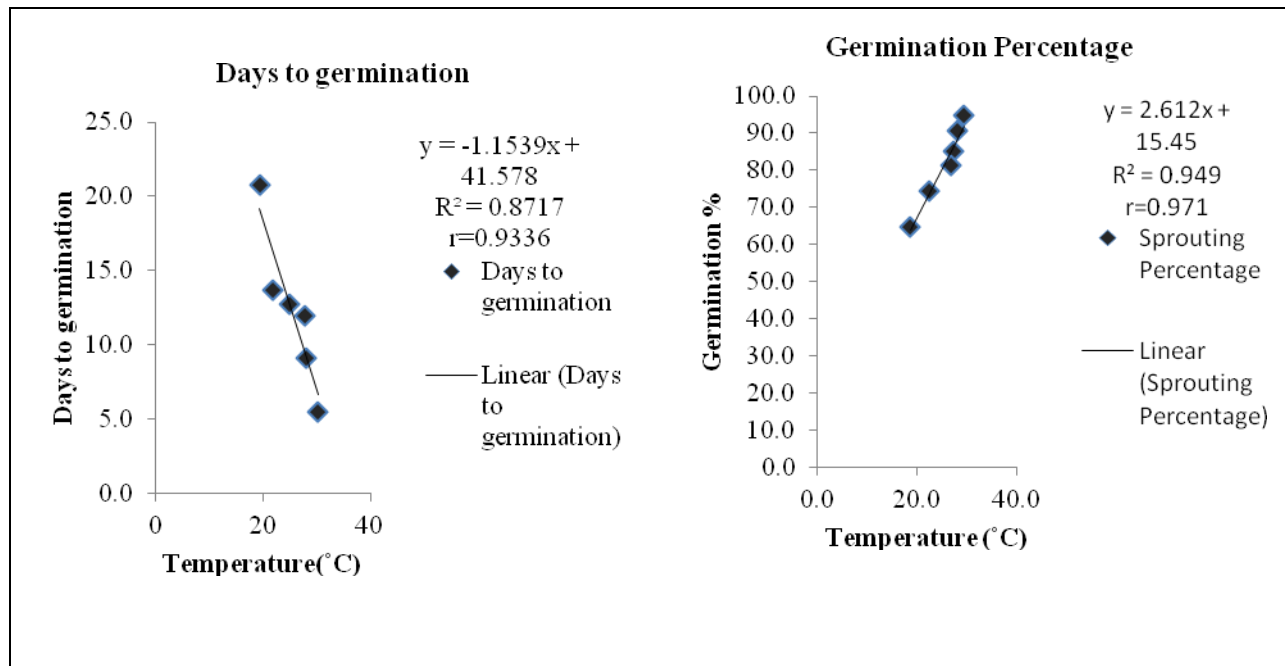 Days to germination
Days to germination
25.0
20.0
15.0
10.0
5.0
0.0
0
20
40
Temperature(˚C)
y = -1.1539x +
41.578
R² = 0.8717
r=0.9336
Days to
germination
Linear (Days
to
germination)
Germination Percentage
Germination %
100.0
90.0
80.0
70.0
60.0
50.0
40.0
30.0
20.0
10.0
0.0
0.0
20.0
40.0
Temperature (˚C)
y = 2.612x +
15.45
R² = 0.949
r=0.971
Sprouting
Percentage
Linear
(Sprouting
Percentage)